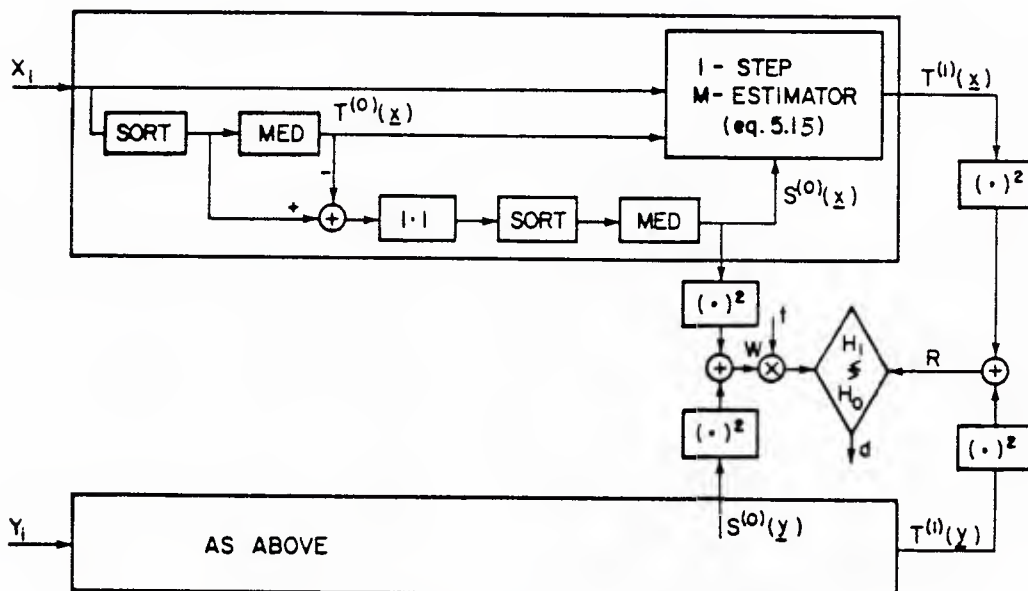 X_i
SORT
MED
T^(0)(x)
1 - STEP
M - ESTIMATOR
(eq. 5.15)
T^(1)(x)
-
+
+
|·|
SORT
MED
S^(0)(x)
(·)²
(·)²
+
W
t
×
H_1
≶
H_0
d
R
+
(·)²
(·)²
Y_i
AS ABOVE
S^(0)(y)
T^(1)(y)